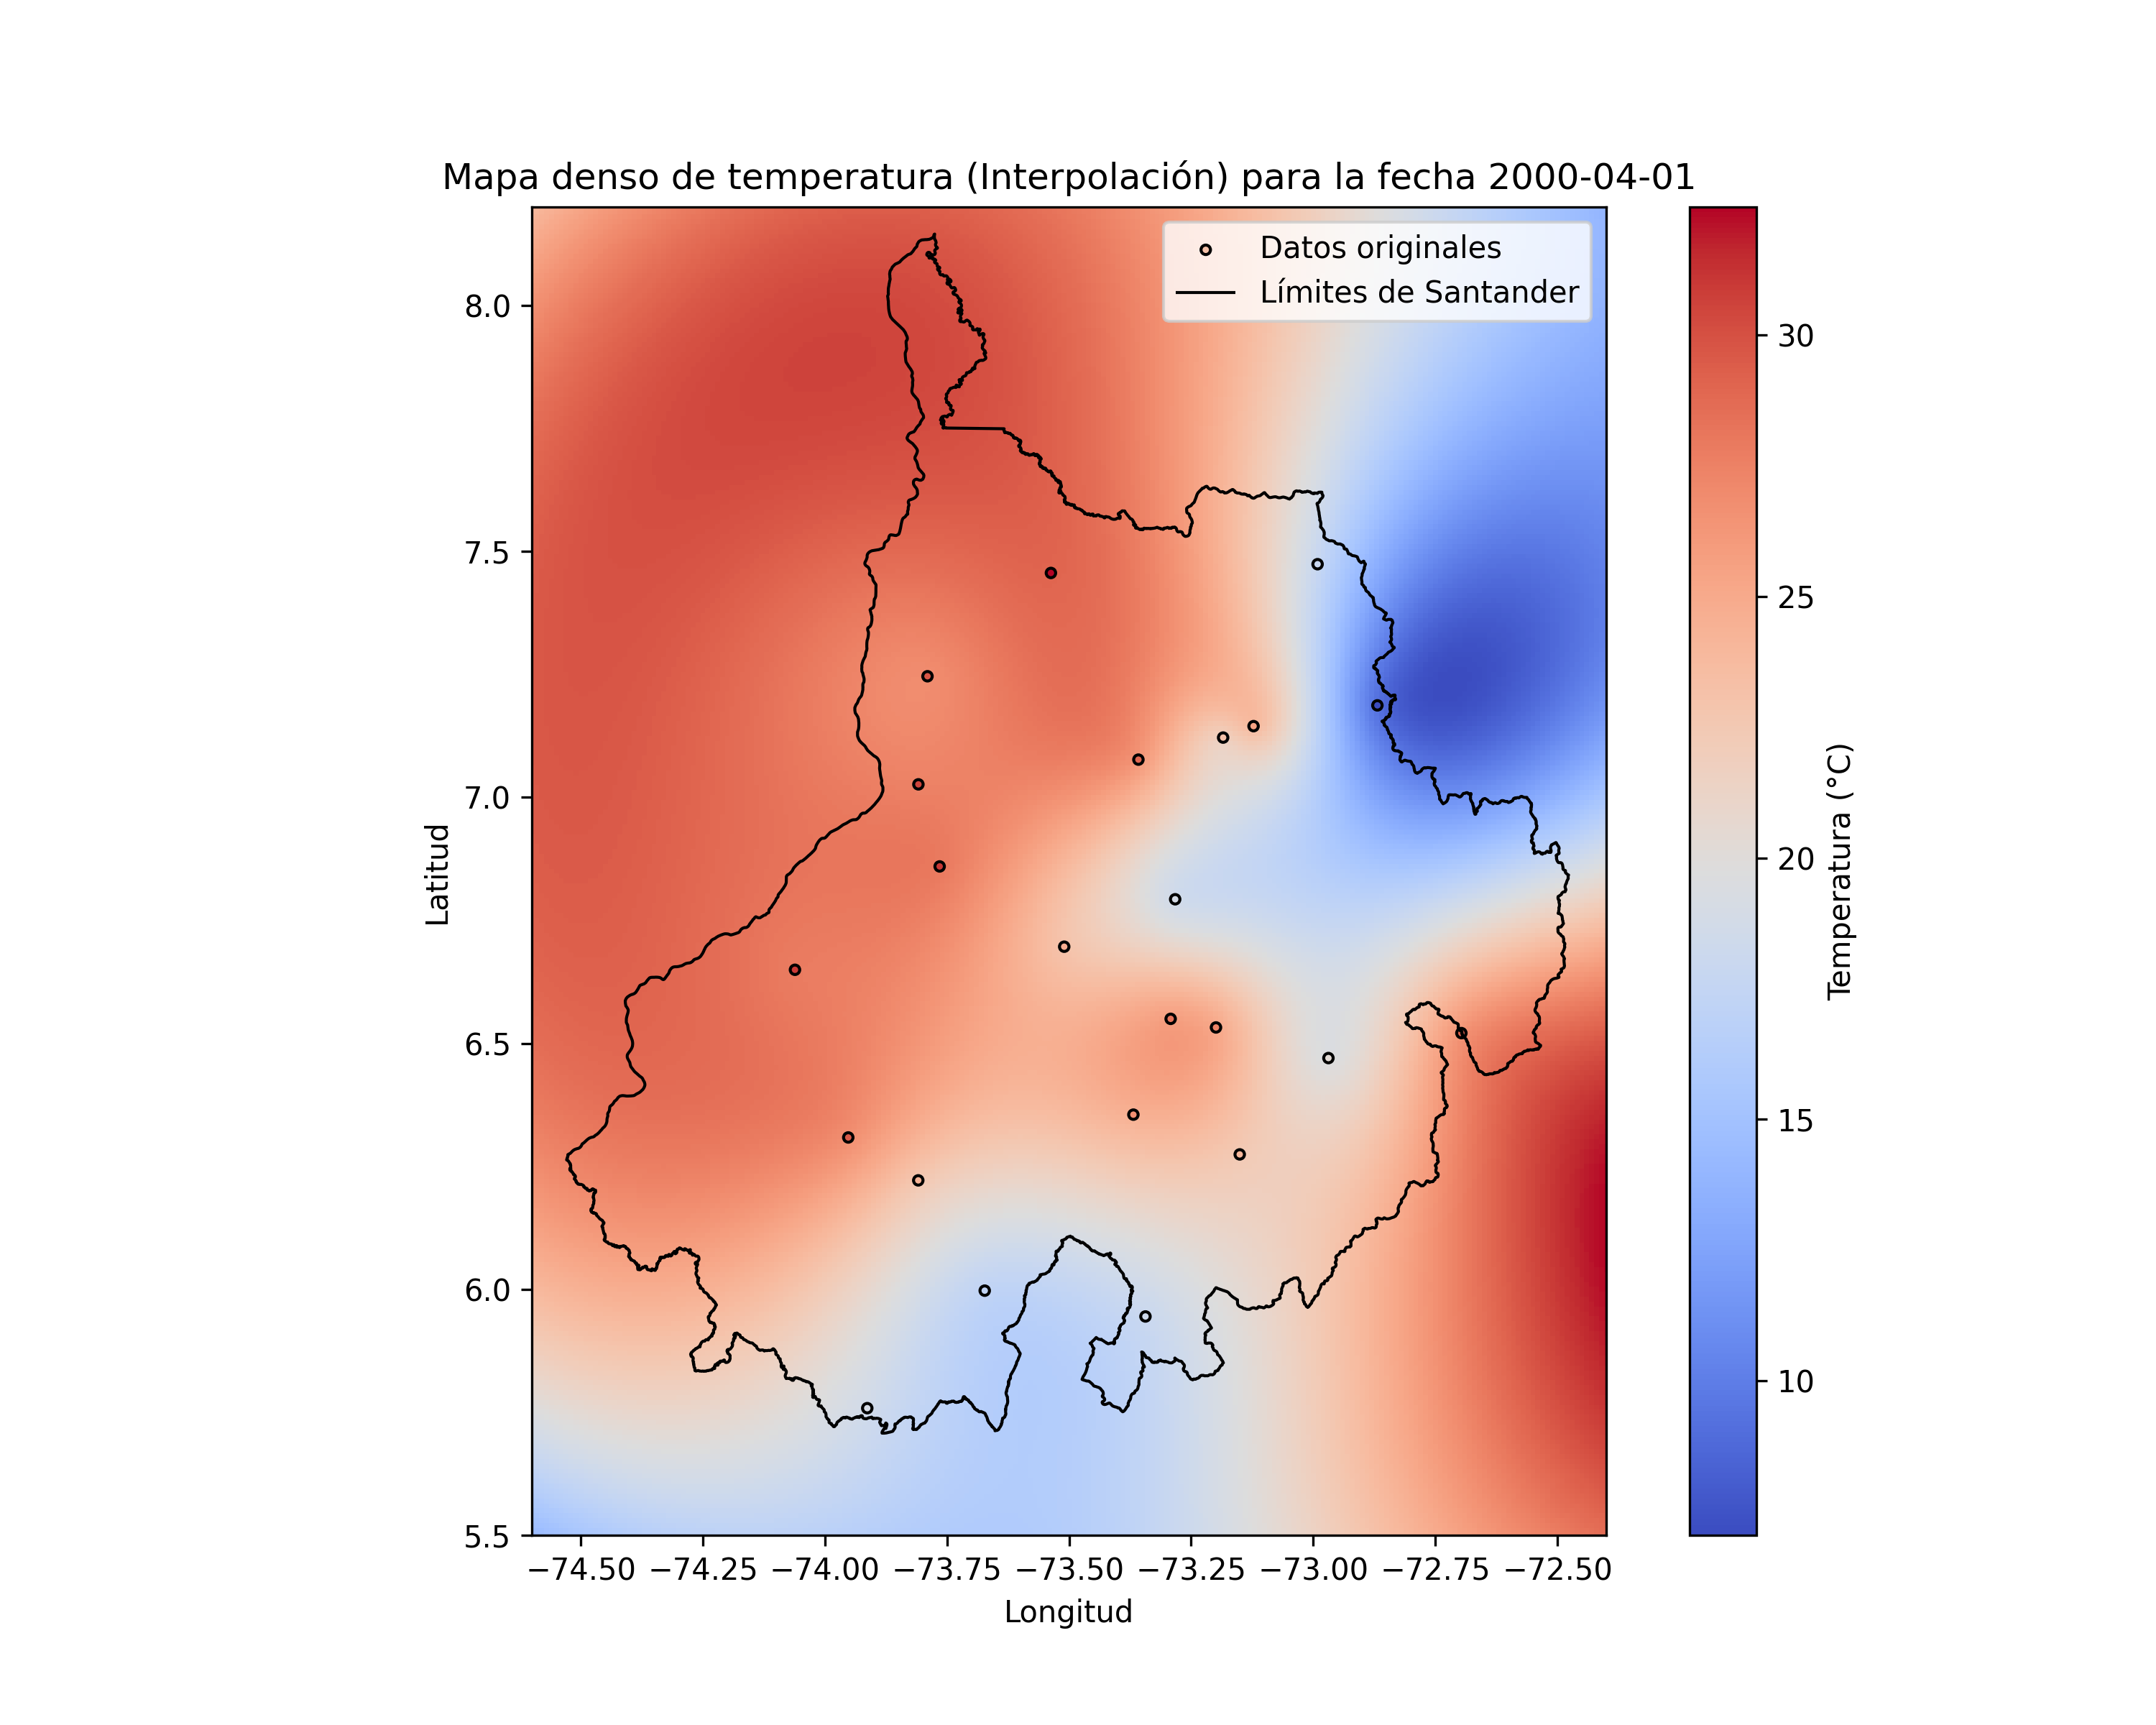 Mapa denso de temperatura (Interpolación) para la fecha 2000-04-01
Datos originales
Límites de Santander
8.0
7.5
7.0
6.5
6.0
5.5
Latitud
−74.50 −74.25 −74.00 −73.75 −73.50 −73.25 −73.00 −72.75 −72.50
Longitud
30
25
20
15
10
Temperatura (°C)